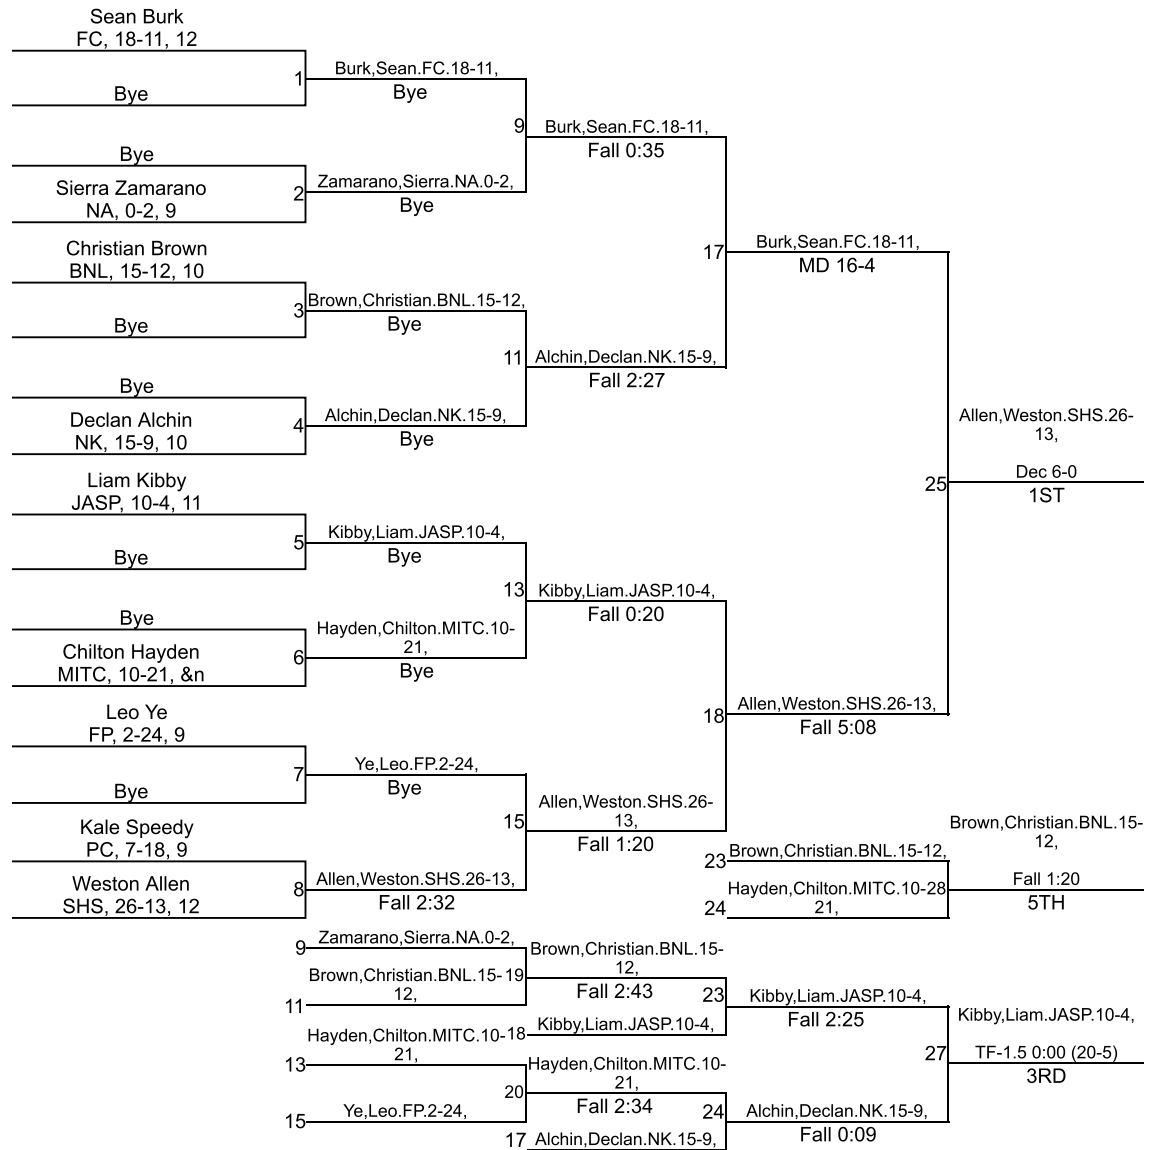 Sean Burk
FC, 18-11, 12
1
Burk,Sean.FC.18-11,
Bye
Bye
9
Burk,Sean.FC.18-11,
Fall 0:35
Bye
Sierra Zamarano
NA, 0-2, 9
2
Zamarano,Sierra.NA.0-2,
Bye
17
Burk,Sean.FC.18-11,
MD 16-4
Christian Brown
BNL, 15-12, 10
3
Brown,Christian.BNL.15-12,
Bye
Bye
11
Alchin,Declan.NK.15-9,
Fall 2:27
Bye
Declan Alchin
NK, 15-9, 10
4
Alchin,Declan.NK.15-9,
Bye
25
Allen,Weston.SHS.26-
13,
Dec 6-0
1ST
Liam Kibby
JASP, 10-4, 11
5
Kibby,Liam.JASP.10-4,
Bye
Bye
13
Kibby,Liam.JASP.10-4,
Fall 0:20
Bye
Chilton Hayden
MITC, 10-21, &n
6
Hayden,Chilton.MITC.10-
21,
Bye
18
Allen,Weston.SHS.26-13,
Fall 5:08
Leo Ye
FP, 2-24, 9
7
Ye,Leo.FP.2-24,
Bye
Bye
15
Allen,Weston.SHS.26-
13,
Fall 1:20
Kale Speedy
PC, 7-18, 9
Weston Allen
SHS, 26-13, 12
8
Allen,Weston.SHS.26-13,
Fall 2:32
23
Brown,Christian.BNL.15-12,
24
Hayden,Chilton.MITC.10-
21,
28
Brown,Christian.BNL.15-
12,
Fall 1:20
5TH
9
Zamarano,Sierra.NA.0-2,
11
Brown,Christian.BNL.15-
12,
19
Brown,Christian.BNL.15-
12,
Fall 2:43
18
Kibby,Liam.JASP.10-4,
23
Kibby,Liam.JASP.10-4,
Fall 2:25
13
Hayden,Chilton.MITC.10-
21,
15
Ye,Leo.FP.2-24,
20
Hayden,Chilton.MITC.10-
21,
Fall 2:34
17
Alchin,Declan.NK.15-9,
24
Alchin,Declan.NK.15-9,
Fall 0:09
27
Kibby,Liam.JASP.10-4,
TF-1.5 0:00 (20-5)
3RD